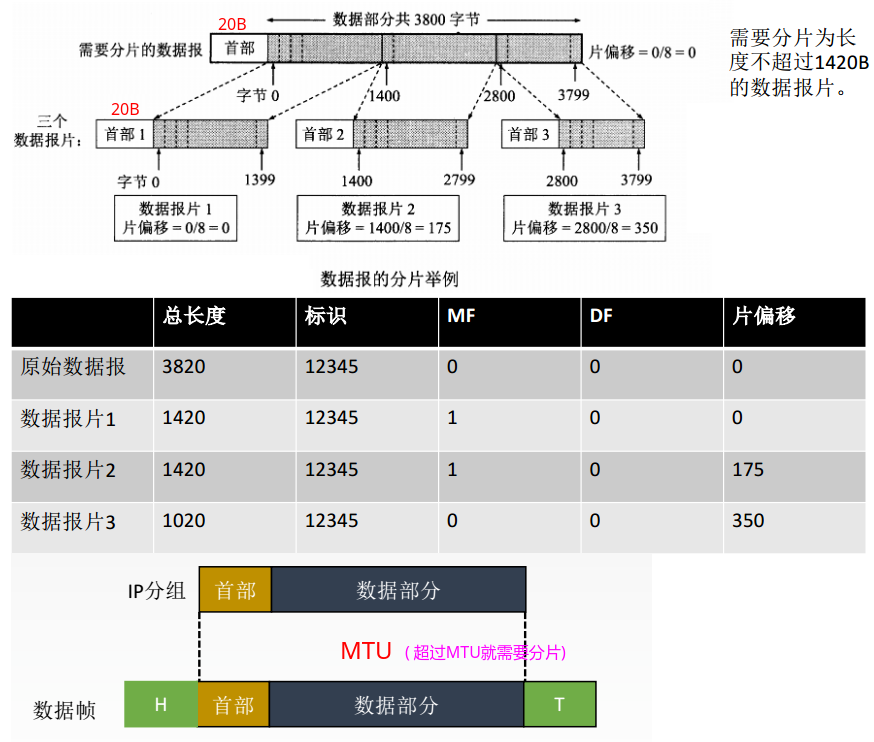 20B
数据部分共 3800 字节
需要分片的数据报
首部
片偏移 = 0/8 = 0
需要分片为长
度不超过1420B
的数据报片。
字节 0
1400
2800
3799
三个
数据报片：
20B
首部 1
首部 2
首部 3
字节 0
1399
1400
2799
2800
3799
数据报片 1
片偏移 = 0/8 = 0
数据报片 2
片偏移 = 1400/8 = 175
数据报片 3
片偏移 = 2800/8 = 350
数据报的分片举例
总长度 标识 MF DF 片偏移
原始数据报 3820 12345 0 0 0
数据报片1 1420 12345 1 0 0
数据报片2 1420 12345 1 0 175
数据报片3 1020 12345 0 0 350
IP分组 首部 数据部分
MTU （超过MTU就需要分片)
数据帧 H 首部 数据部分 T